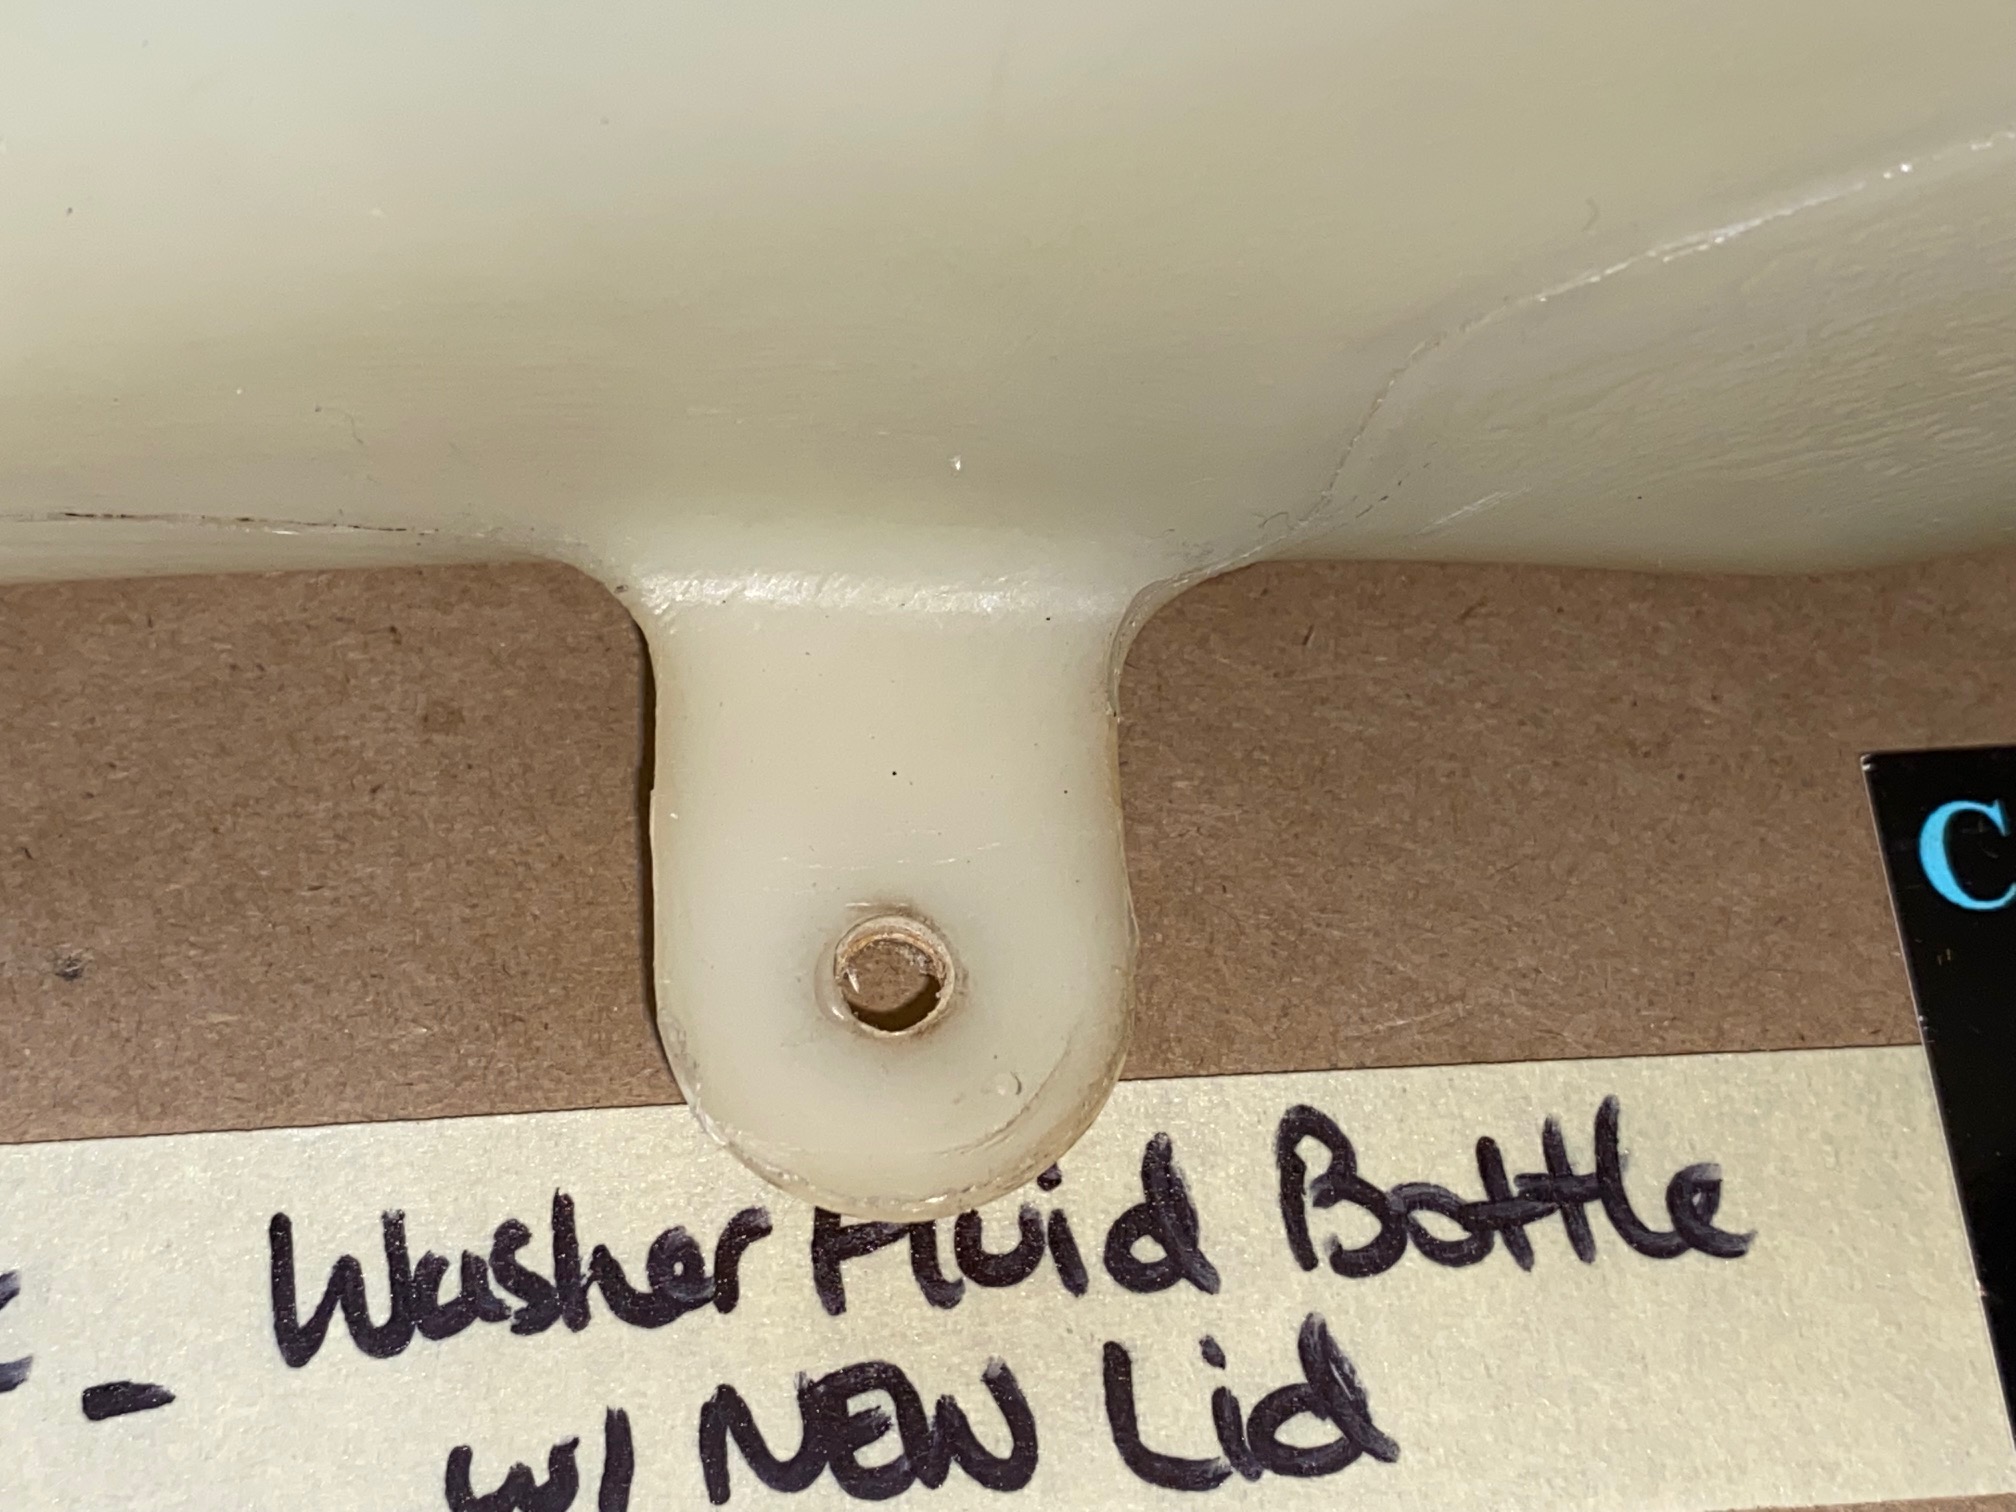 C
- Washer Fluid Bottle
w/ NEW Lid